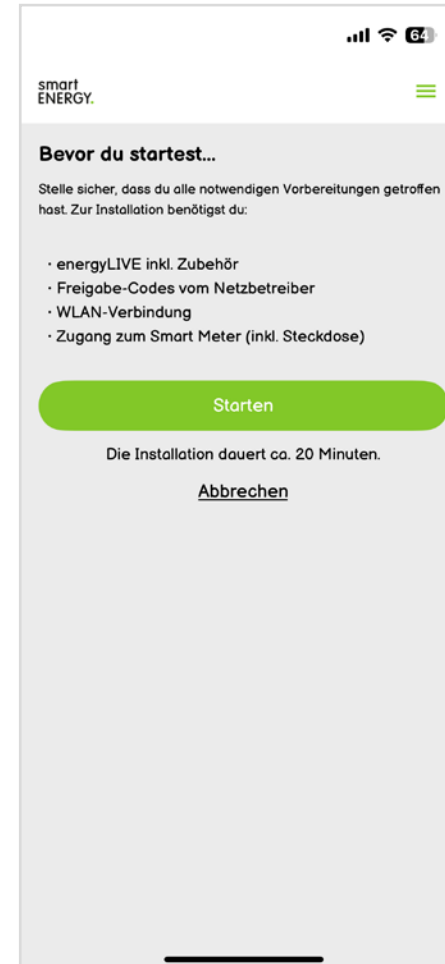 64
smart
ENERGY.
Bevor du startest...
Stelle sicher, dass du alle notwendigen Vorbereitungen getroffen
hast. Zur Installation benötigst du:
· energyLIVE inkl. Zubehör
· Freigabe-Codes vom Netzbetreiber
· WLAN-Verbindung
· Zugang zum Smart Meter (inkl. Steckdose)
Starten
Die Installation dauert ca. 20 Minuten.
Abbrechen